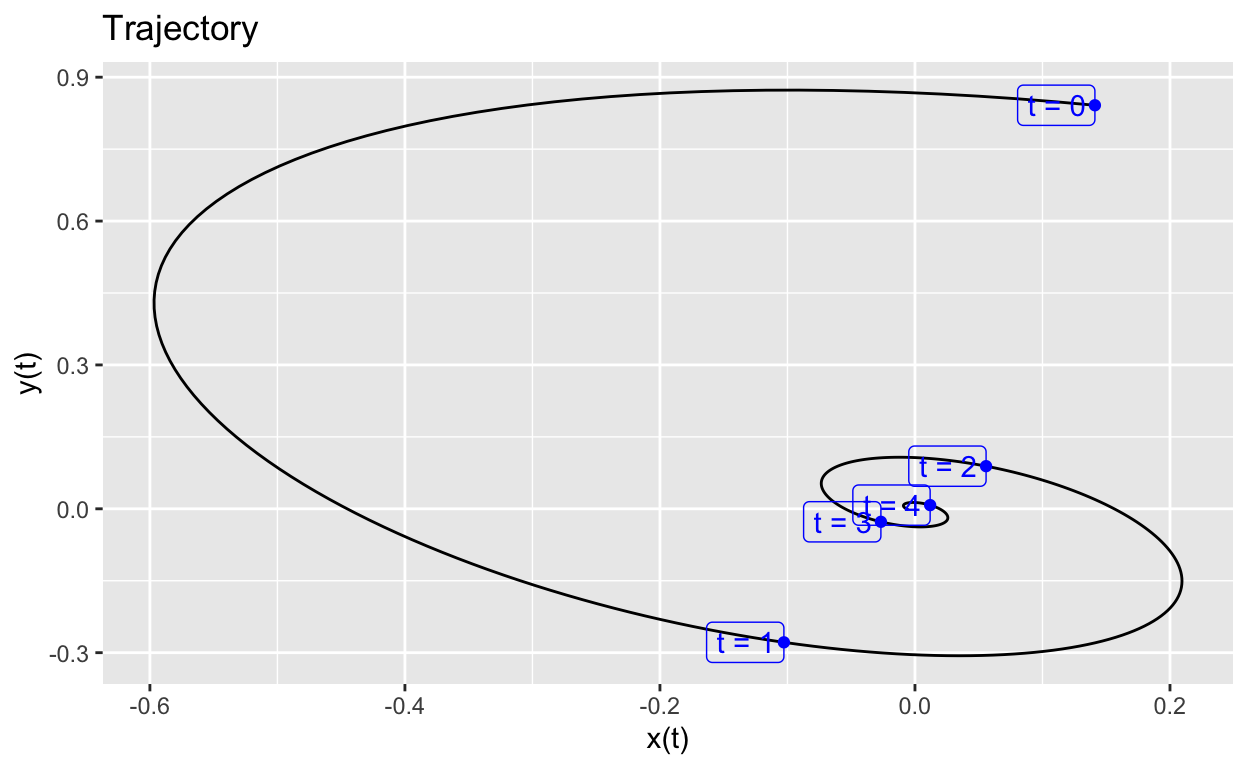 Trajectory
0.9
0.6
0.3
0.0
-0.3
y(t)
t = 0
t = 2
t = 4
t = 3
t = 1
-0.6 -0.4 -0.2 0.0 0.2
x(t)